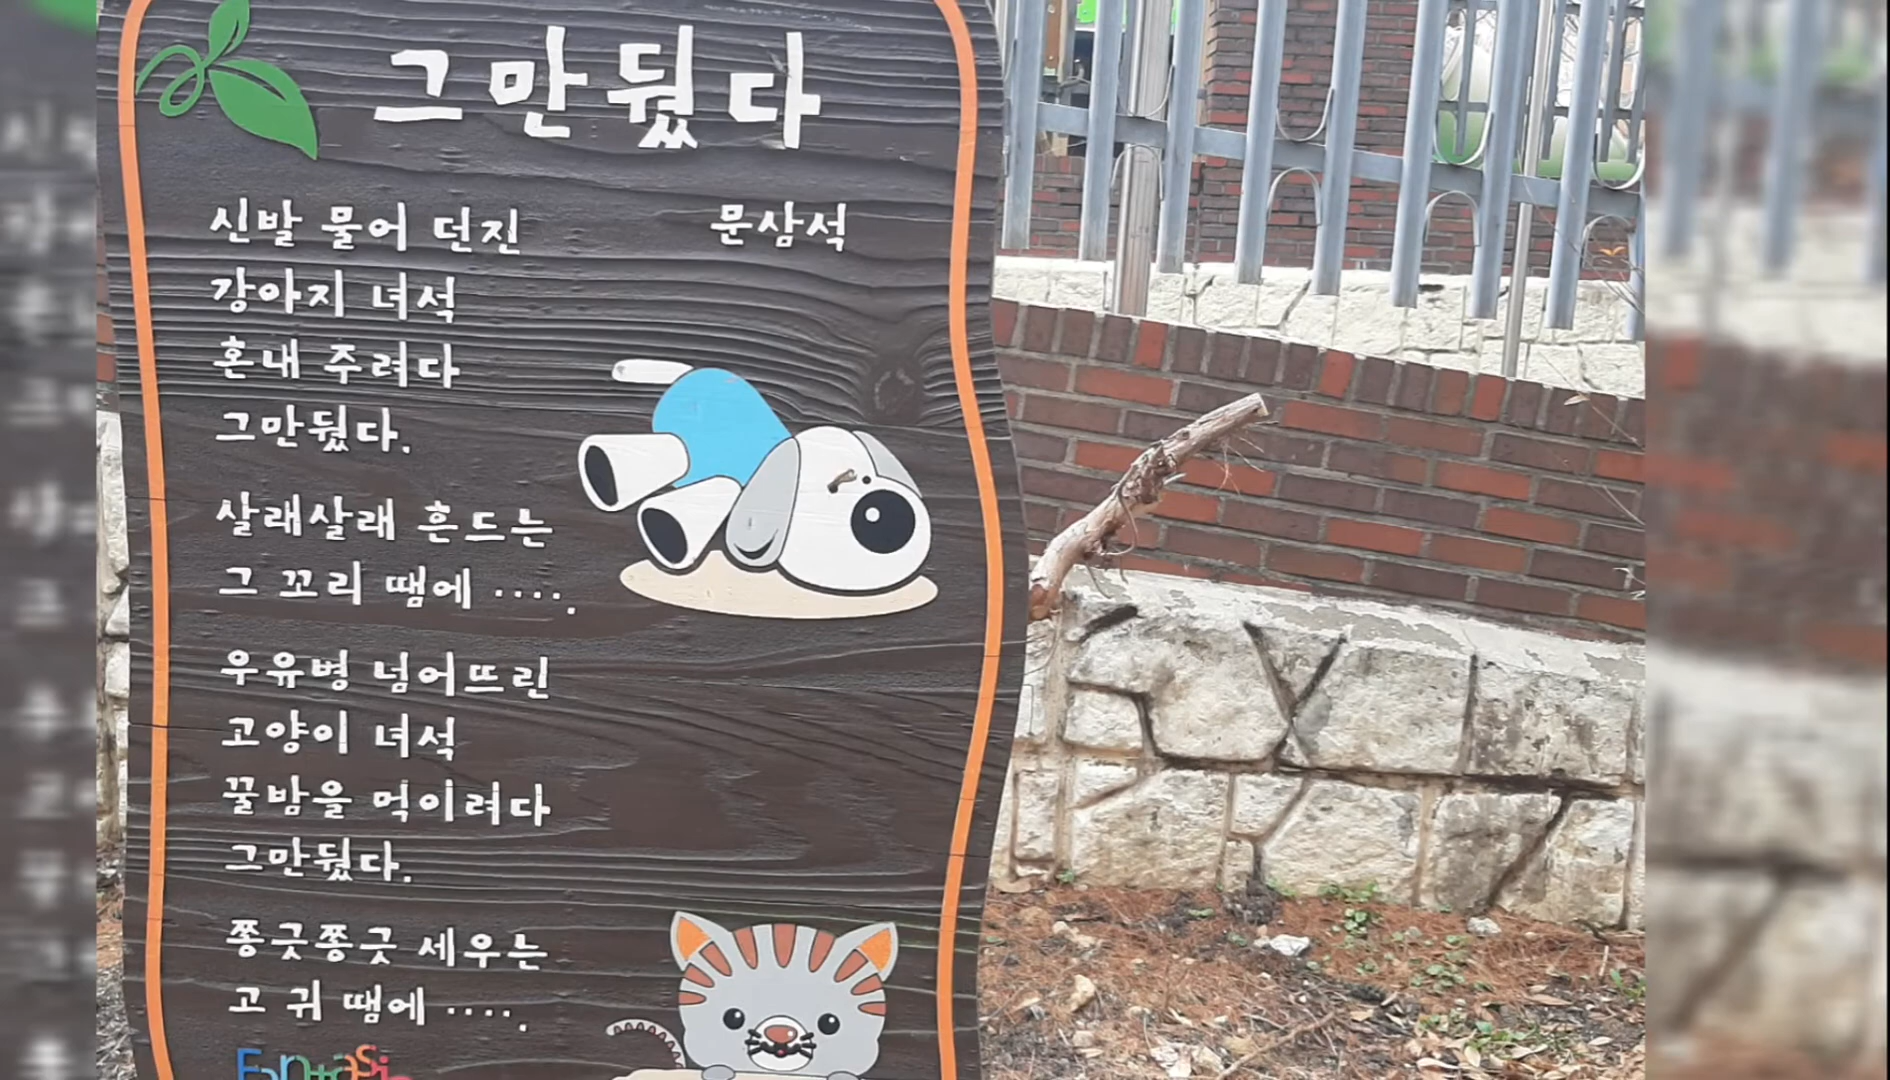 그만뒀다
문삼석
신발 물어 던진
강아지 녀석
혼내 주려다
그만뒀다.
살래살래 흔드는
그 꼬리 땜에 ‥‥.
우유병 넘어뜨린
고양이 녀석
꿀밤을 먹이려다
그만뒀다.
쫑긋쫑긋 세우는
고 귀 땜에 ‥‥.